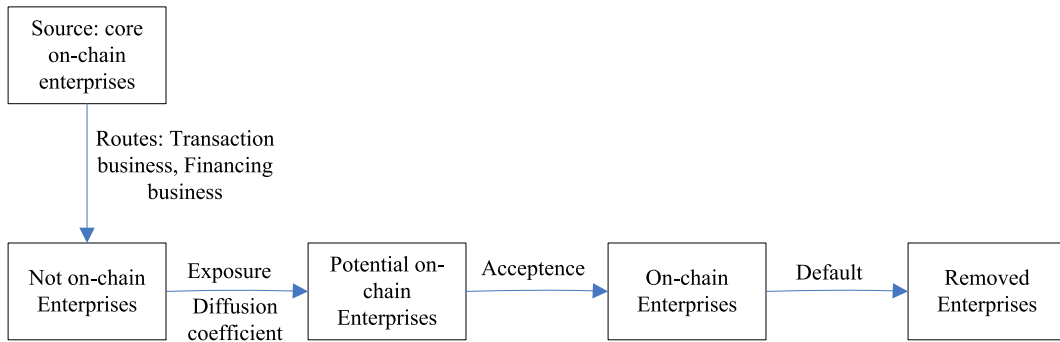 Source: core
on-chain
enterprises
Routes: Transaction
business, Financing
business
Not on-chain
Enterprises
Exposure
Diffusion
coefficient
Potential on-
chain
Enterprises
Acceptence
On-chain
Enterprises
Default
Removed
Enterprises